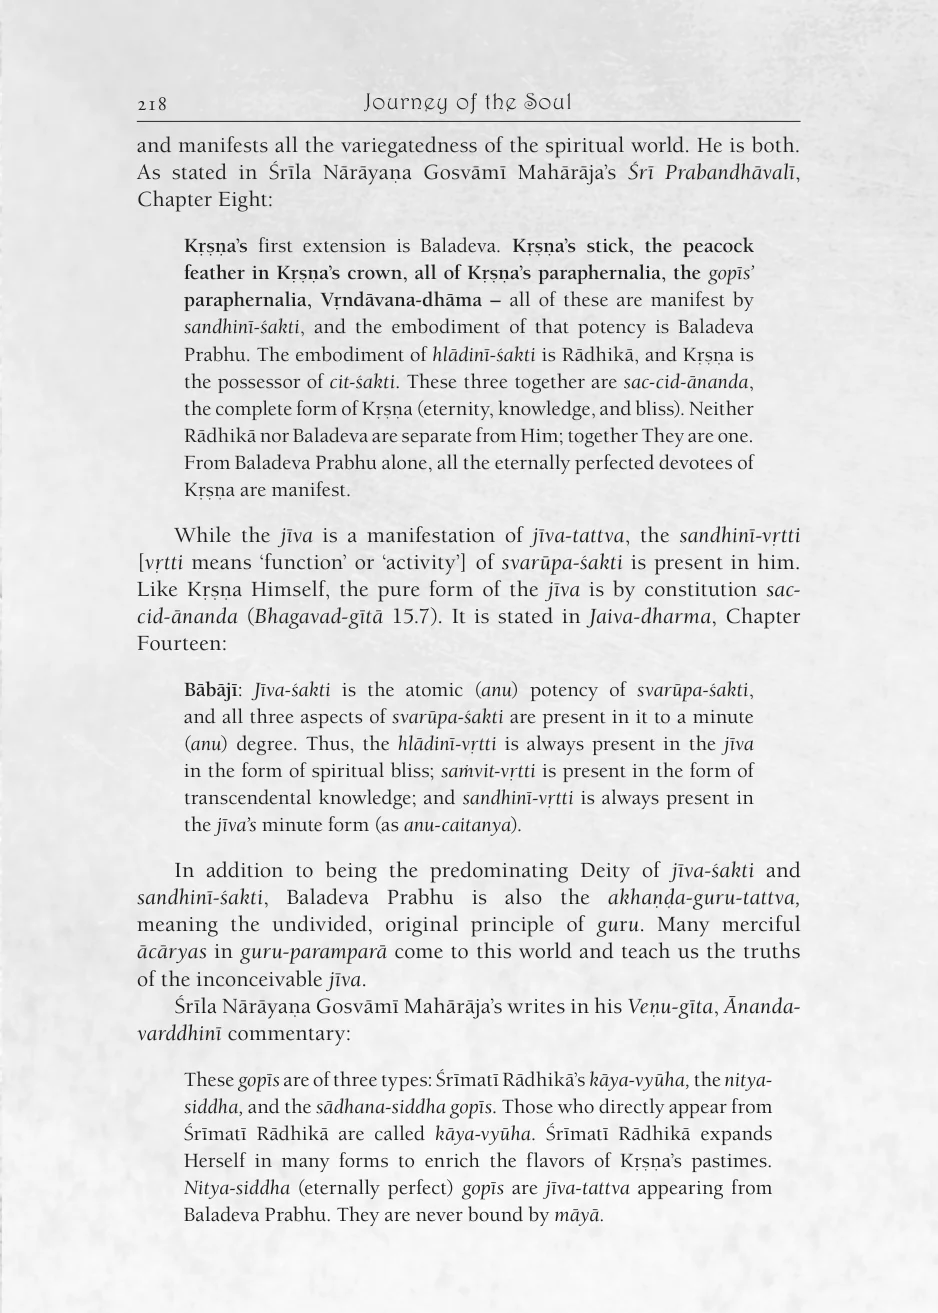 218
Journey of the Soul
and manifests all the variegatedness of the spiritual world. He is both.
As stated in Śrīla Nārāyaṇa Gosvāmī Mahārāja’s Śrī Prabandhāvalī,
Chapter Eight:
Kṛṣṇa’s first extension is Baladeva. Kṛṣṇa’s stick, the peacock
feather in Kṛṣṇa’s crown, all of Kṛṣṇa’s paraphernalia, the gopīs’
paraphernalia, Vṛndāvana-dhāma – all of these are manifest by
sandhinī-śakti, and the embodiment of that potency is Baladeva
Prabhu. The embodiment of hlādinī-śakti is Rādhikā, and Kṛṣṇa is
the possessor of cit-śakti. These three together are sac-cid-ānanda,
the complete form of Kṛṣṇa (eternity, knowledge, and bliss). Neither
Rādhikā nor Baladeva are separate from Him; together They are one.
From Baladeva Prabhu alone, all the eternally perfected devotees of
Kṛṣṇa are manifest.
While the jīva is a manifestation of jīva-tattva, the sandhinī-vṛtti
[vṛtti means ‘function’ or ‘activity’] of svarūpa-śakti is present in him.
Like Kṛṣṇa Himself, the pure form of the jīva is by constitution sac-
cid-ānanda (Bhagavad-gītā 15.7). It is stated in Jaiva-dharma, Chapter
Fourteen:
Bābājī: Jīva-śakti is the atomic (anu) potency of svarūpa-śakti,
and all three aspects of svarūpa-śakti are present in it to a minute
(anu) degree. Thus, the hlādinī-vṛtti is always present in the jīva
in the form of spiritual bliss; saṁvit-vṛtti is present in the form of
transcendental knowledge; and sandhinī-vṛtti is always present in
the jīva’s minute form (as anu-caitanya).
In addition to being the predominating Deity of jīva-śakti and
sandhinī-śakti, Baladeva Prabhu is also the akhaṇḍa-guru-tattva,
meaning the undivided, original principle of guru. Many merciful
ācāryas in guru-paramparā come to this world and teach us the truths
of the inconceivable jīva.
Śrīla Nārāyaṇa Gosvāmī Mahārāja’s writes in his Veṇu-gīta, Ānanda-
varddhinī commentary:
These gopīs are of three types: Śrīmatī Rādhikā’s kāya-vyūha, the nitya-
siddha, and the sādhana-siddha gopīs. Those who directly appear from
Śrīmatī Rādhikā are called kāya-vyūha. Śrīmatī Rādhikā expands
Herself in many forms to enrich the flavors of Kṛṣṇa’s pastimes.
Nitya-siddha (eternally perfect) gopīs are jīva-tattva appearing from
Baladeva Prabhu. They are never bound by māyā.